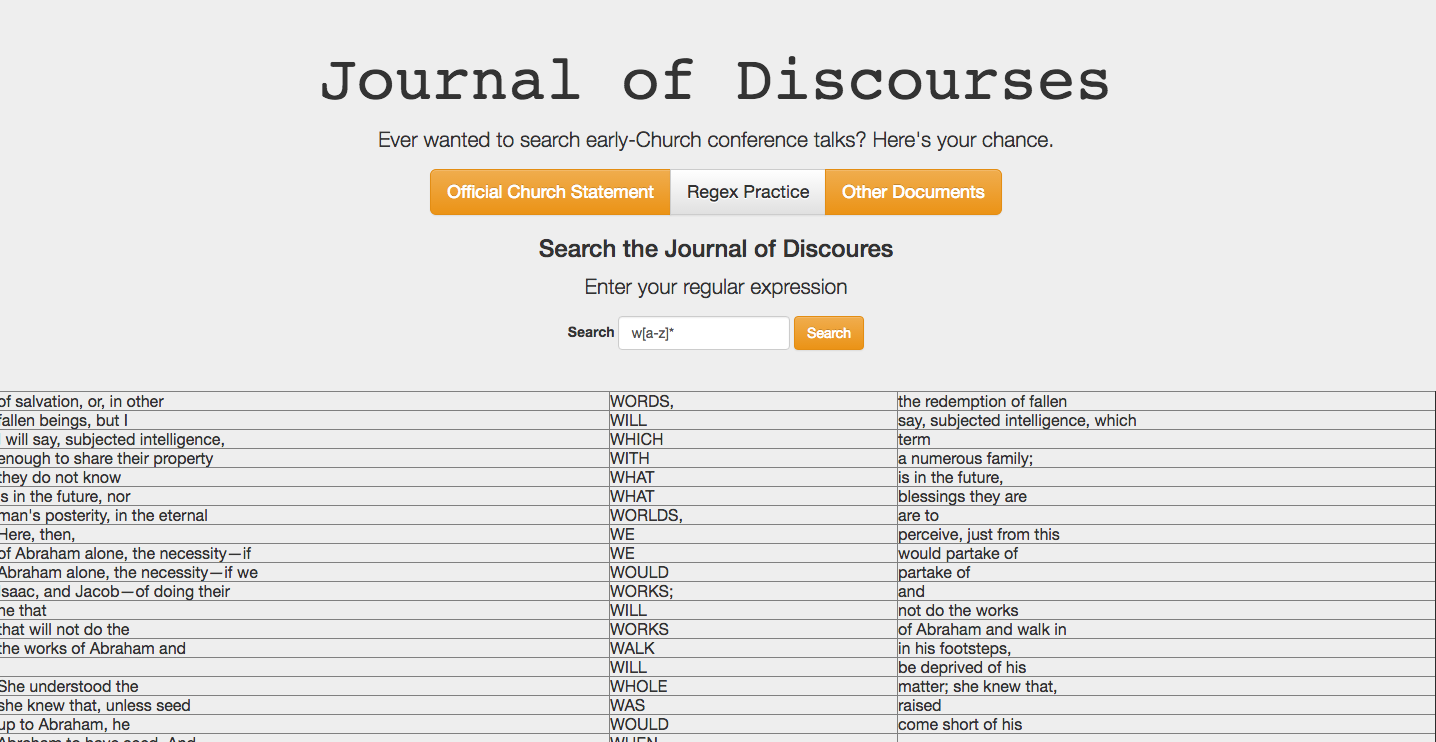 Journal of Discourses
Ever wanted to search early-Church conference talks? Here's your chance.
Official Church Statement Regex Practice Other Documents
Search the Journal of Discoures
Enter your regular expression
Search w[a-z]* Search
of salvation, or, in other WORDS, the redemption of fallen
fallen beings, but I WILL say, subjected intelligence, which
I will say, subjected intelligence, WHICH term
enough to share their property WITH a numerous family;
they do not know WHAT is in the future,
is in the future, nor WHAT blessings they are
man's posterity, in the eternal WORLDS, are to
Here, then, WE perceive, just from this
of Abraham alone, the necessity—if WE would partake of
Abraham alone, the necessity—if we WOULD partake of
Isaac, and Jacob—of doing their WORKS; and
he that WILL not do the works
that will not do the WORKS of Abraham and walk in
the works of Abraham and WALK in his footsteps,
WILL be deprived of his
She understood the WHOLE matter; she knew that,
she knew that, unless seed WAS raised
up to Abraham, he WOULD come short of his
Abraham to have seed. And WHEN